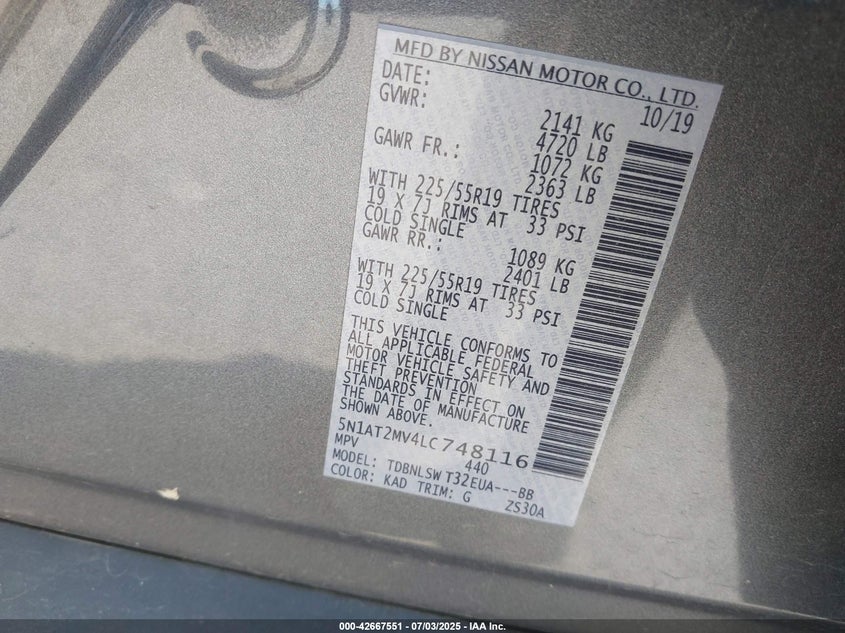 MFD BY NISSAN MOTOR CO., LTD.
DATE: 10/19
GVWR: 2141 KG
4720 LB
GAWR FR.: 1072 KG
2363 LB
WITH 225/55R19 TIRES
19 X 7J RIMS AT 33 PSI
COLD SINGLE
GAWR RR.: 1089 KG
2401 LB
WITH 225/55R19 TIRES
19 X 7J RIMS AT 33 PSI
COLD SINGLE
THIS VEHICLE CONFORMS TO
ALL APPLICABLE FEDERAL
MOTOR VEHICLE SAFETY AND
THEFT PREVENTION
STANDARDS IN EFFECT ON
THE DATE OF MANUFACTURE
SHOWN ABOVE.
5N1AT2MV4LC748116
MPV 440
MODEL: TDBNLSW T32EUA---BB
COLOR: KAD TRIM: G ZS30A
000-42667551 - 07/03/2025 - IAA Inc.